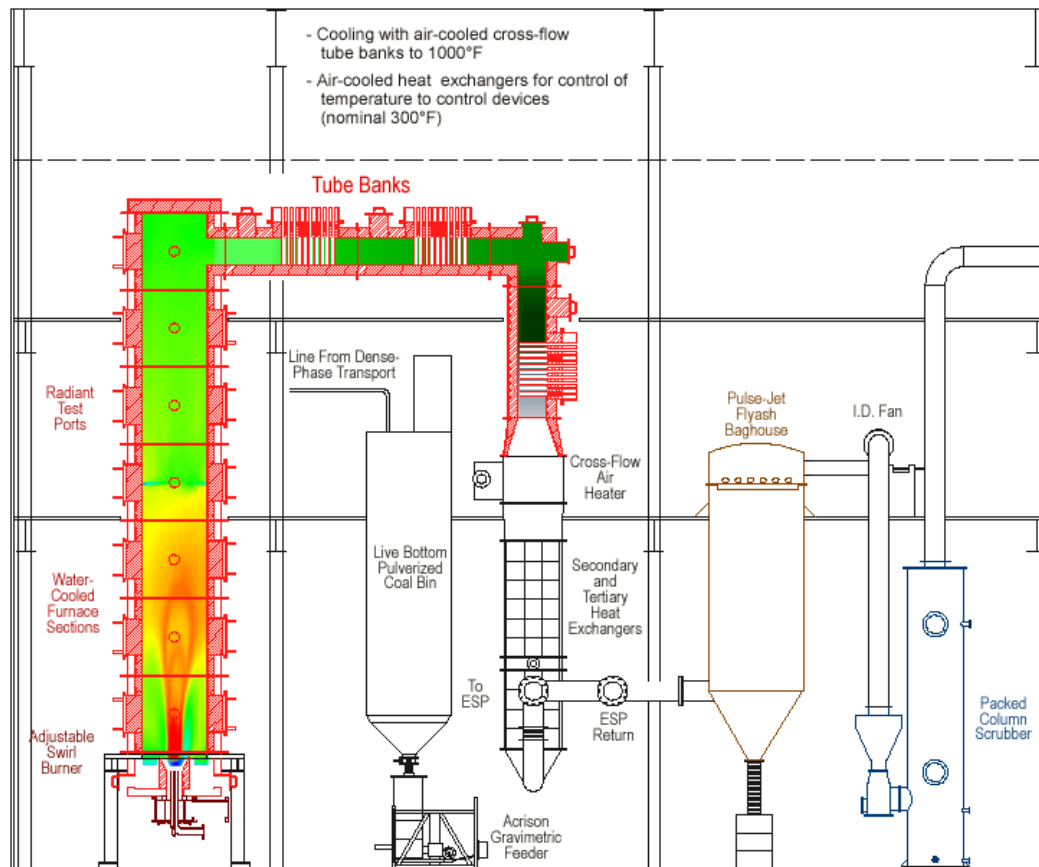 - Cooling with air-cooled cross-flow
tube banks to 1000°F
- Air-cooled heat exchangers for control of
temperature to control devices
(nominal 300°F)
Tube Banks
Line From Dense-
Phase Transport
Radiant
Test
Ports
Pulse-Jet
Flyash
Baghouse
I.D. Fan
Cross-Flow
Air
Heater
Live Bottom
Pulverized
Coal Bin
Secondary
and
Tertiary
Heat
Exchangers
Water-
Cooled
Furnace
Sections
To
ESP
ESP
Return
Packed
Column
Scrubber
Adjustable
Swirl
Burner
Acrison
Gravimetric
Feeder